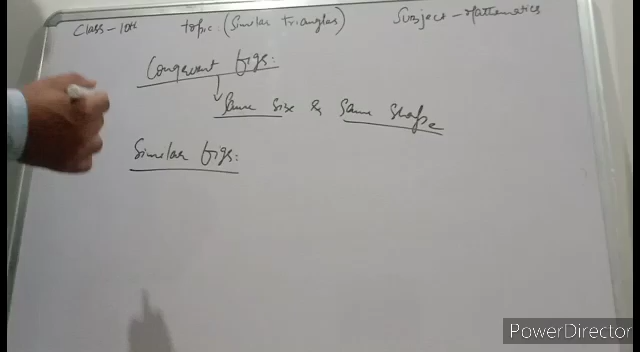 Class - 10th topic: (Similar Triangles) Subject - Mathematics
Congruent figs:
Same size & Same shape
Similar figs:
PowerDirector